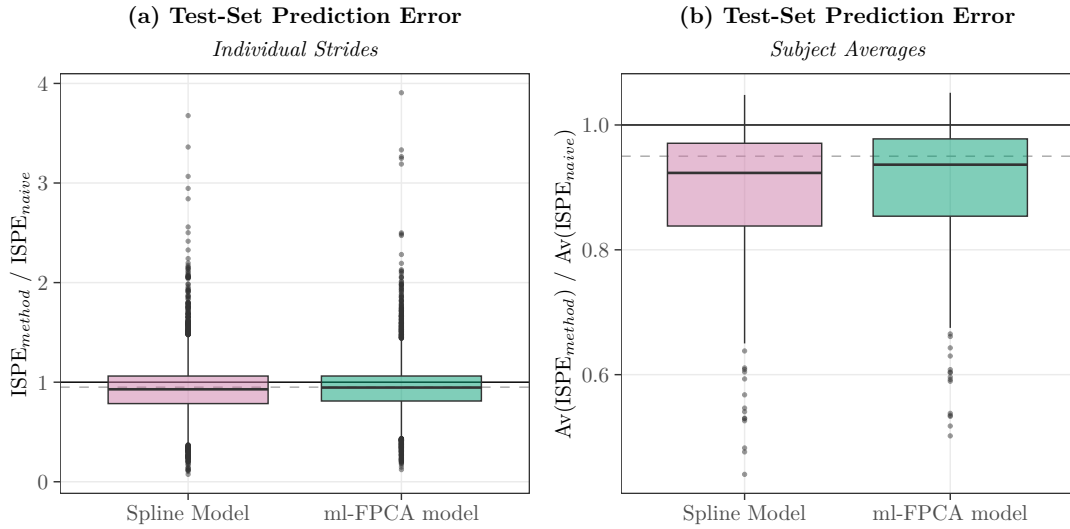 (a) Test-Set Prediction Error
Individual Strides
ISPE_method / ISPE_naive
4
3
2
1
0
Spline Model
ml-FPCA model
(b) Test-Set Prediction Error
Subject Averages
Av(ISPE_method) / Av(ISPE_naive)
1.0
0.8
0.6
Spline Model
ml-FPCA model